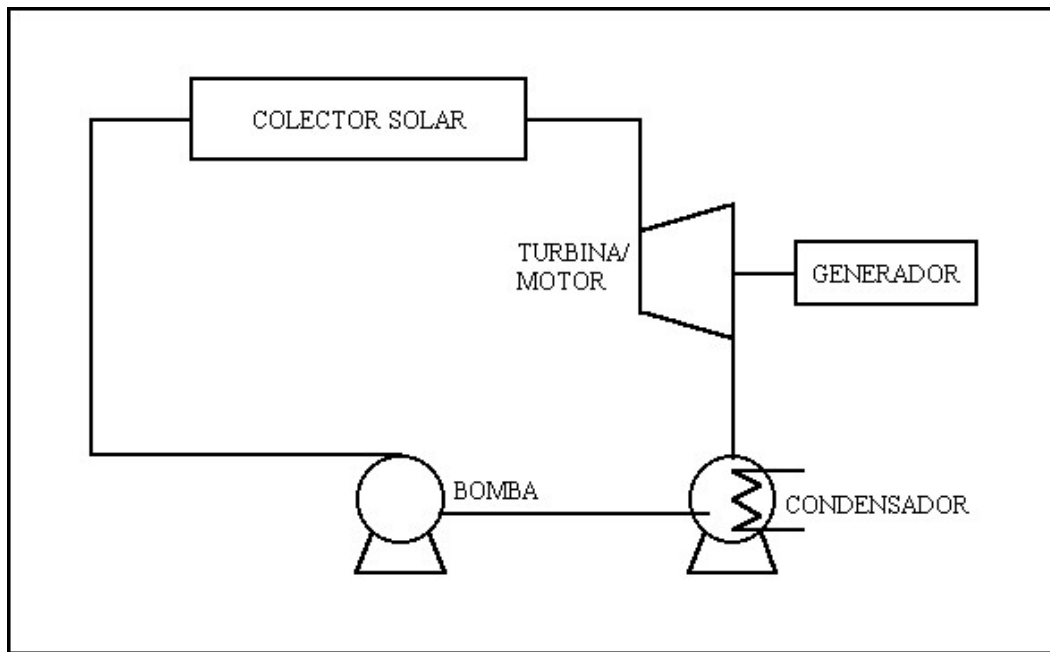 COLECTOR SOLAR
TURBINA/
MOTOR
GENERADOR
BOMBA
CONDENSADOR